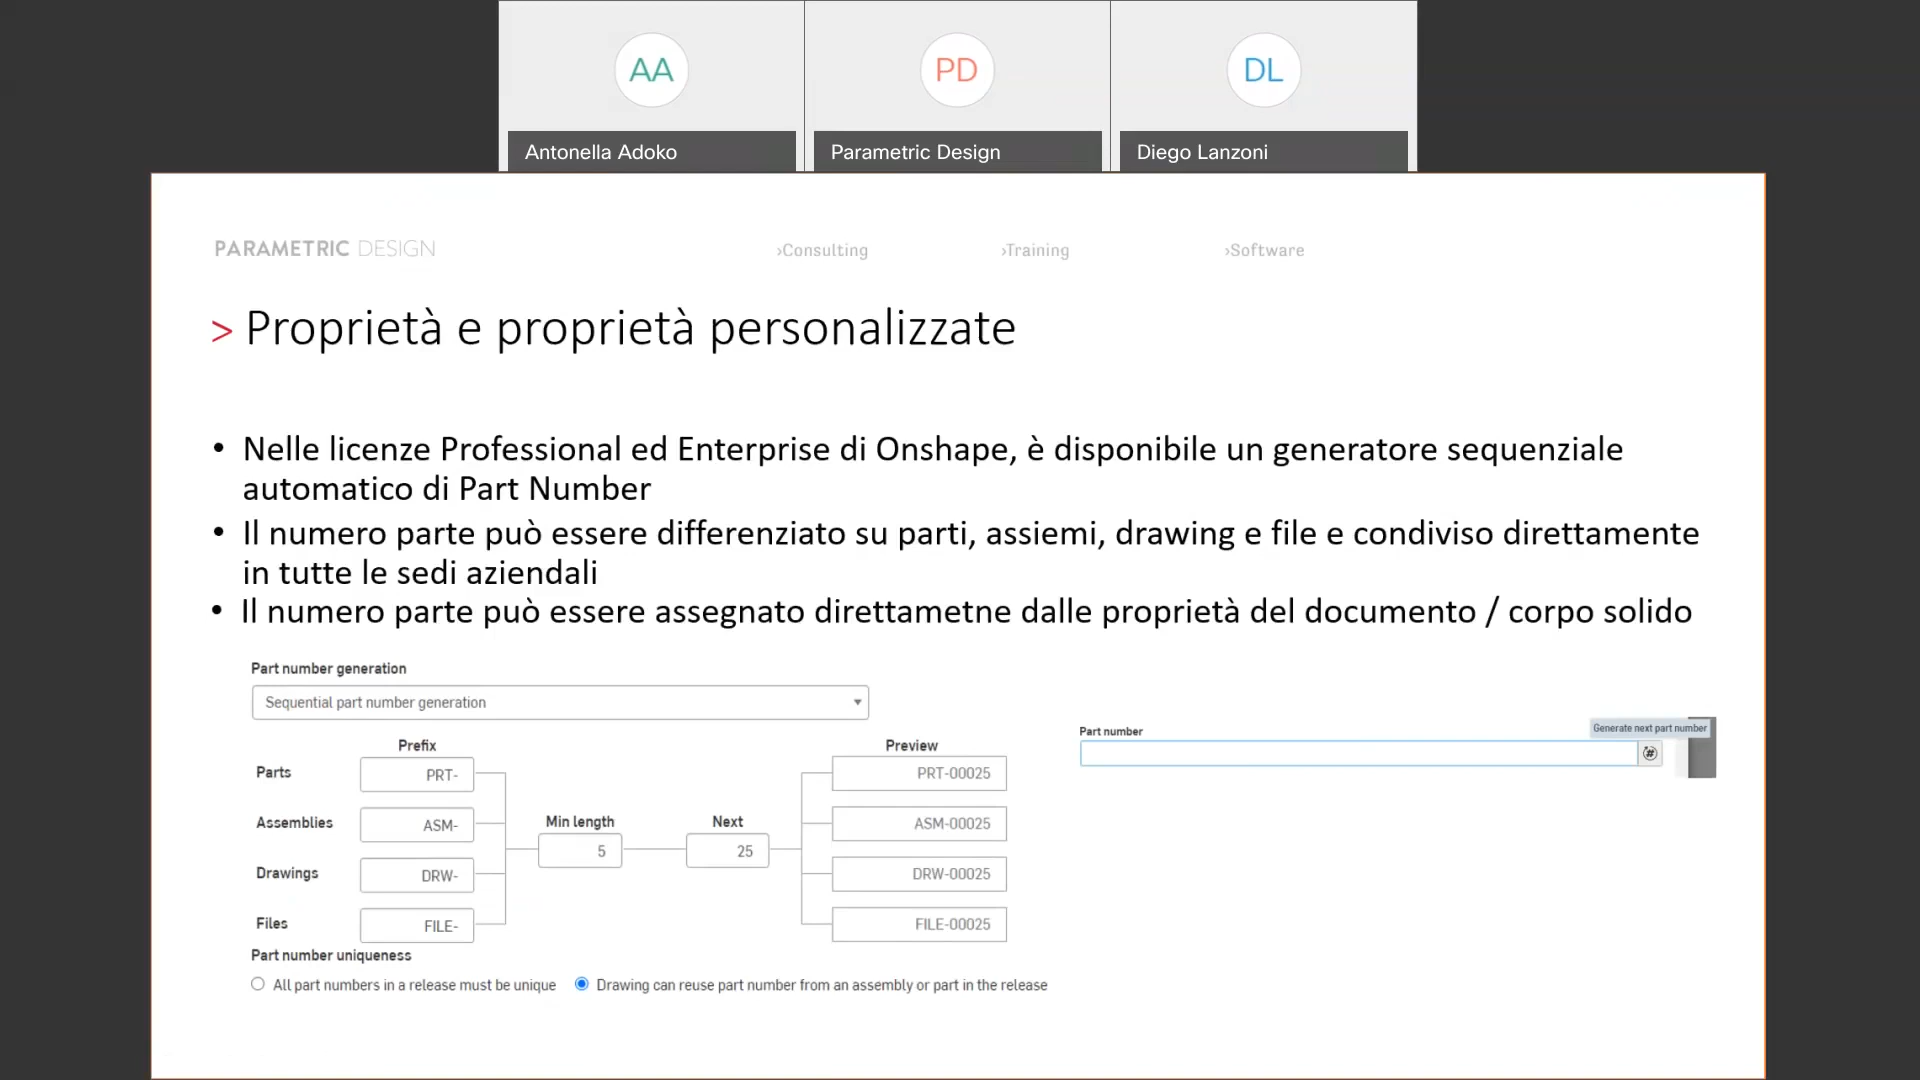 AA
PD
DL
Antonella Adoko
Parametric Design
Diego Lanzoni
PARAMETRIC DESIGN
›Consulting
›Training
›Software
> Proprietà e proprietà personalizzate
• Nelle licenze Professional ed Enterprise di Onshape, è disponibile un generatore sequenziale
automatico di Part Number
• Il numero parte può essere differenziato su parti, assiemi, drawing e file e condiviso direttamente
in tutte le sedi aziendali
• Il numero parte può essere assegnato direttametne dalle proprietà del documento / corpo solido
Part number generation
Sequential part number generation
Prefix
Preview
Parts
PRT-
PRT-00025
Assemblies
ASM-
Min length
5
Next
25
ASM-00025
Drawings
DRW-
DRW-00025
Files
FILE-
FILE-00025
Part number uniqueness
All part numbers in a release must be unique
Drawing can reuse part number from an assembly or part in the release
Part number
Generate next part number
#